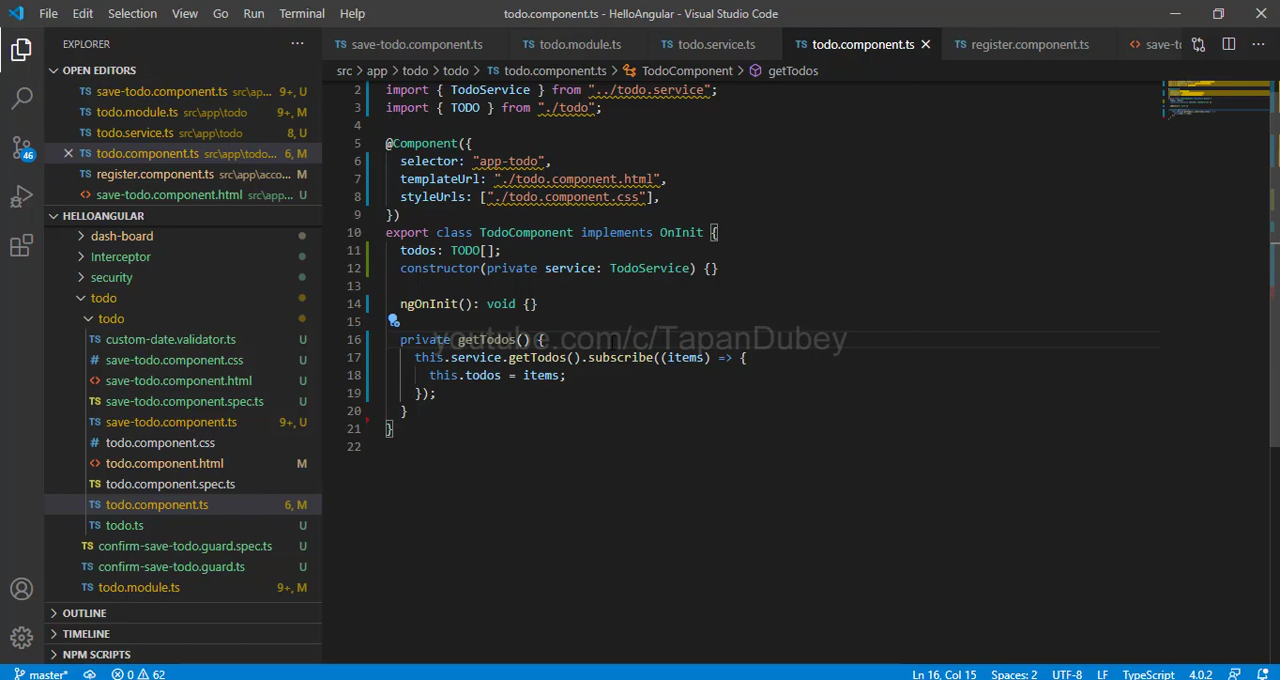 File Edit Selection View Go Run Terminal Help
todo.component.ts - HelloAngular - Visual Studio Code
EXPLORER
OPEN EDITORS
save-todo.component.ts src\ap... 9+, U
todo.module.ts src\app\todo 9+, M
todo.service.ts src\app\todo 8, U
todo.component.ts src\app\todo... 6, M
register.component.ts src\app\acco... M
save-todo.component.html src\app... U
HELLOANGULAR
dash-board
Interceptor
security
todo
todo
custom-date.validator.ts U
save-todo.component.css U
save-todo.component.html U
save-todo.component.spec.ts U
save-todo.component.ts 9+, U
todo.component.css
todo.component.html M
todo.component.spec.ts
todo.component.ts 6, M
todo.ts U
confirm-save-todo.guard.spec.ts U
confirm-save-todo.guard.ts U
todo.module.ts 9+, M
OUTLINE
TIMELINE
NPM SCRIPTS
46
TS save-todo.component.ts TS todo.module.ts TS todo.service.ts TS todo.component.ts TS register.component.ts save-to
src > app > todo > todo > TS todo.component.ts > TodoComponent > getTodos
2 import { TodoService } from "../todo.service";
3 import { TODO } from "./todo";
4
5 @Component({
6 selector: "app-todo",
7 templateUrl: "./todo.component.html",
8 styleUrls: ["./todo.component.css"],
9 })
10 export class TodoComponent implements OnInit {
11 todos: TODO[];
12 constructor(private service: TodoService) {}
13
14 ngOnInit(): void {}
15
16 private getTodos() {
17 this.service.getTodos().subscribe((items) => {
18 this.todos = items;
19 });
20 }
21 }
22
youtube.com/c/TapanDubey
master* 0 62 Ln 16, Col 15 Spaces: 2 UTF-8 LF TypeScript 4.0.2